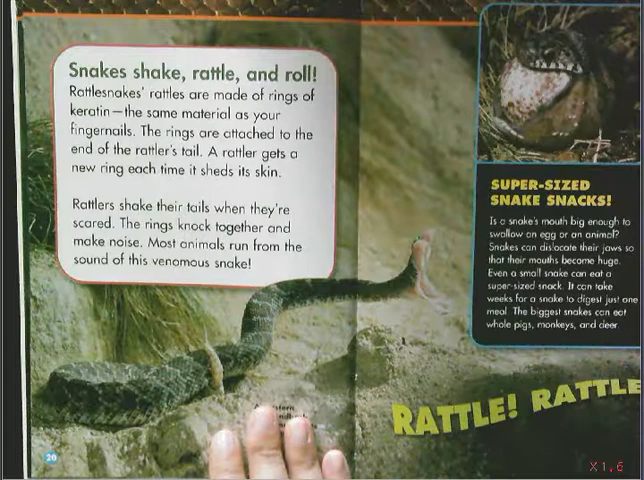 Snakes shake, rattle, and roll!
Rattlesnakes' rattles are made of rings of
keratin—the same material as your
fingernails. The rings are attached to the
end of the rattler's tail. A rattler gets a
new ring each time it sheds its skin.
Rattlers shake their tails when they're
scared. The rings knock together and
make noise. Most animals run from the
sound of this venomous snake!
SUPER-SIZED
SNAKE SNACKS!
Is a snake's mouth big enough to
swallow an egg or an animal?
Snakes can dislocate their jaws so
that their mouths become huge.
Even a small snake can eat a
super-sized snack. It can take
weeks for a snake to digest just one
meal. The biggest snakes can eat
whole pigs, monkeys, and deer.
RATTLE! RATTLE
20
X1.6